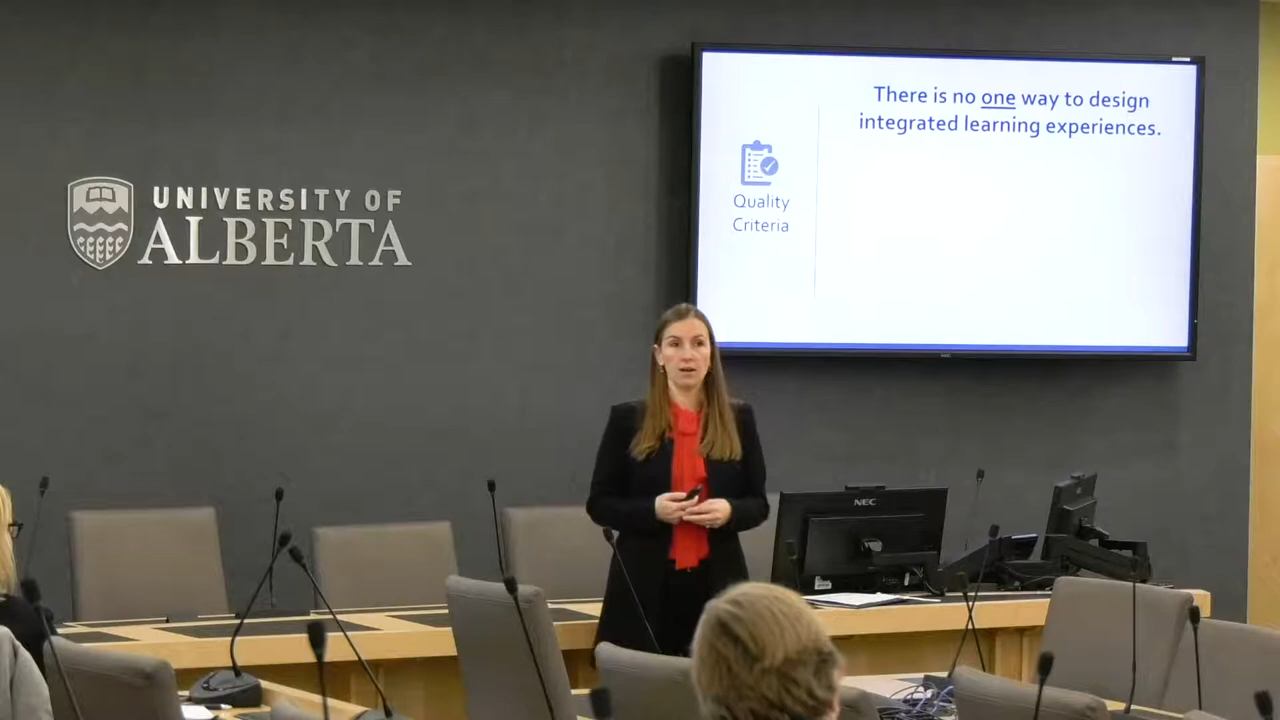 UNIVERSITY OF
ALBERTA
There is no one way to design
integrated learning experiences.
Quality
Criteria
NEC